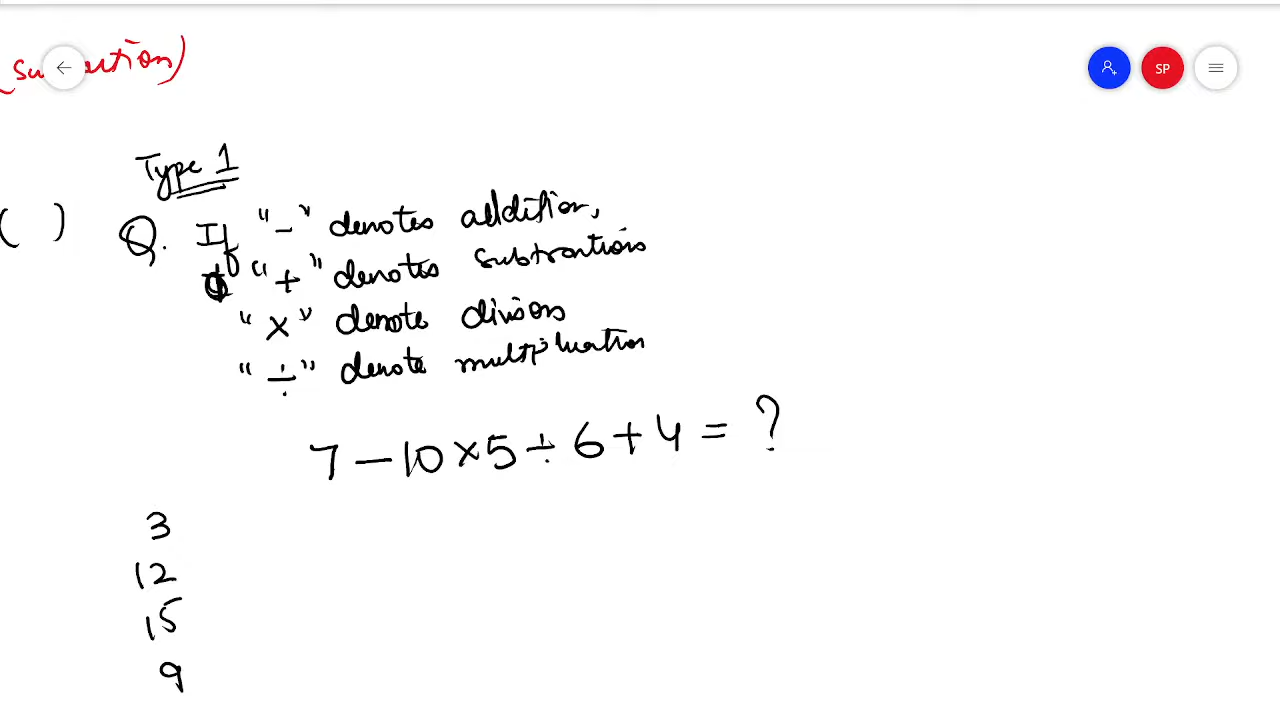 SP
Type 1
( ) Q. If "-" denotes addition,
"+" denotes subtraction
"x" denote division
"÷" denote multiplication
7 - 10 x 5 ÷ 6 + 4 = ?
3
12
15
9